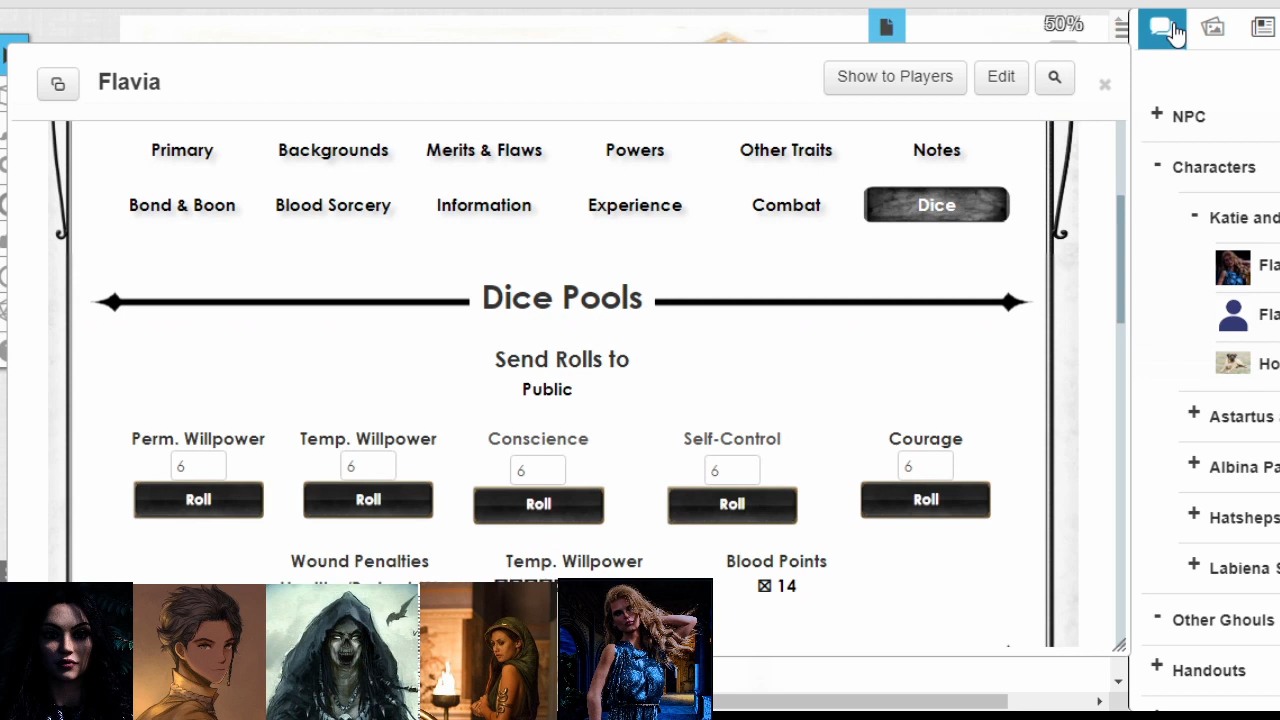 50%
Flavia
Show to Players
Edit
Primary
Backgrounds
Merits & Flaws
Powers
Other Traits
Notes
Bond & Boon
Blood Sorcery
Information
Experience
Combat
Dice
Dice Pools
Send Rolls to
Public
Perm. Willpower
Temp. Willpower
Conscience
Self-Control
Courage
6
6
6
6
6
Roll
Roll
Roll
Roll
Roll
Wound Penalties
Temp. Willpower
Blood Points
14
+ NPC
- Characters
- Katie and
Fla
Fla
Ho
+ Astartus
+ Albina Pa
+ Hatsheps
+ Labiena S
- Other Ghouls
+ Handouts